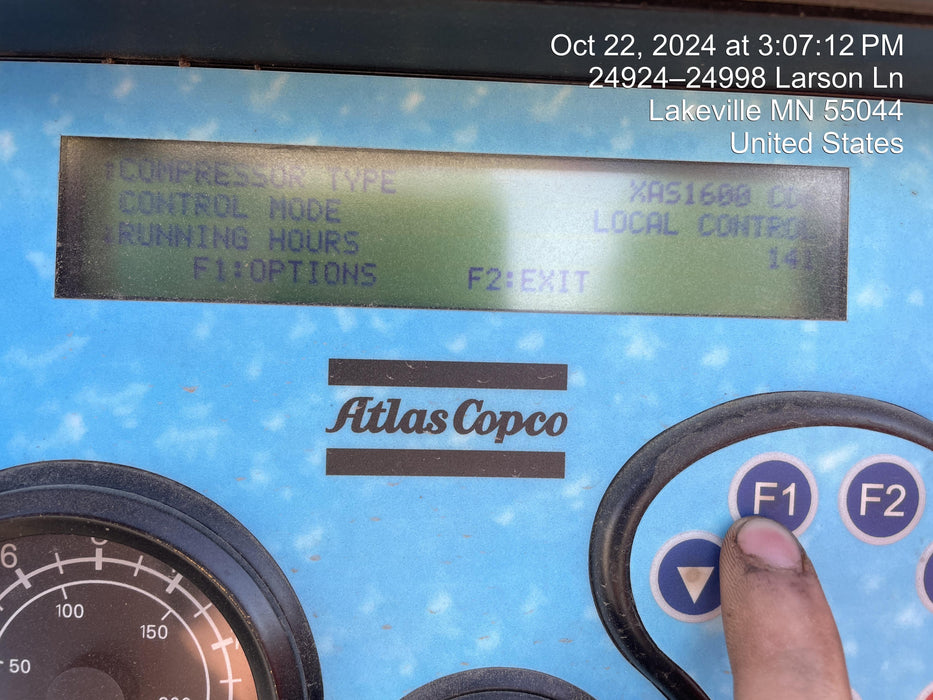 Oct 22, 2024 at 3:07:12 PM
24924–24998 Larson Ln
Lakeville MN 55044
United States
COMPRESSOR TYPE XAS1600
CONTROL MODE LOCAL CONTROL
RUNNING HOURS 141
F1:OPTIONS F2:EXIT
Atlas Copco
F1 F2
6
50
100
150